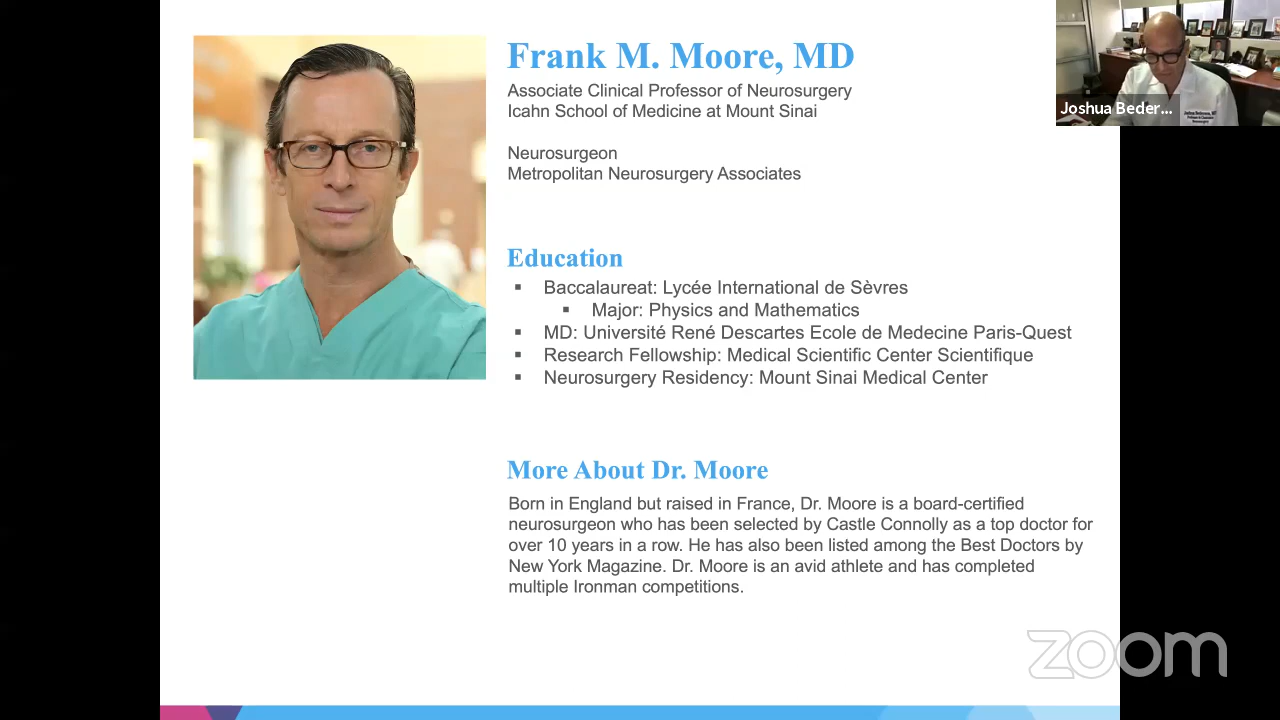 Frank M. Moore, MD
Associate Clinical Professor of Neurosurgery
Icahn School of Medicine at Mount Sinai
Neurosurgeon
Metropolitan Neurosurgery Associates
Education
▪ Baccalaureat: Lycée International de Sèvres
▪ Major: Physics and Mathematics
▪ MD: Université René Descartes Ecole de Medecine Paris-Quest
▪ Research Fellowship: Medical Scientific Center Scientifique
▪ Neurosurgery Residency: Mount Sinai Medical Center
More About Dr. Moore
Born in England but raised in France, Dr. Moore is a board-certified
neurosurgeon who has been selected by Castle Connolly as a top doctor for
over 10 years in a row. He has also been listed among the Best Doctors by
New York Magazine. Dr. Moore is an avid athlete and has completed
multiple Ironman competitions.
Joshua Beder...
zoom